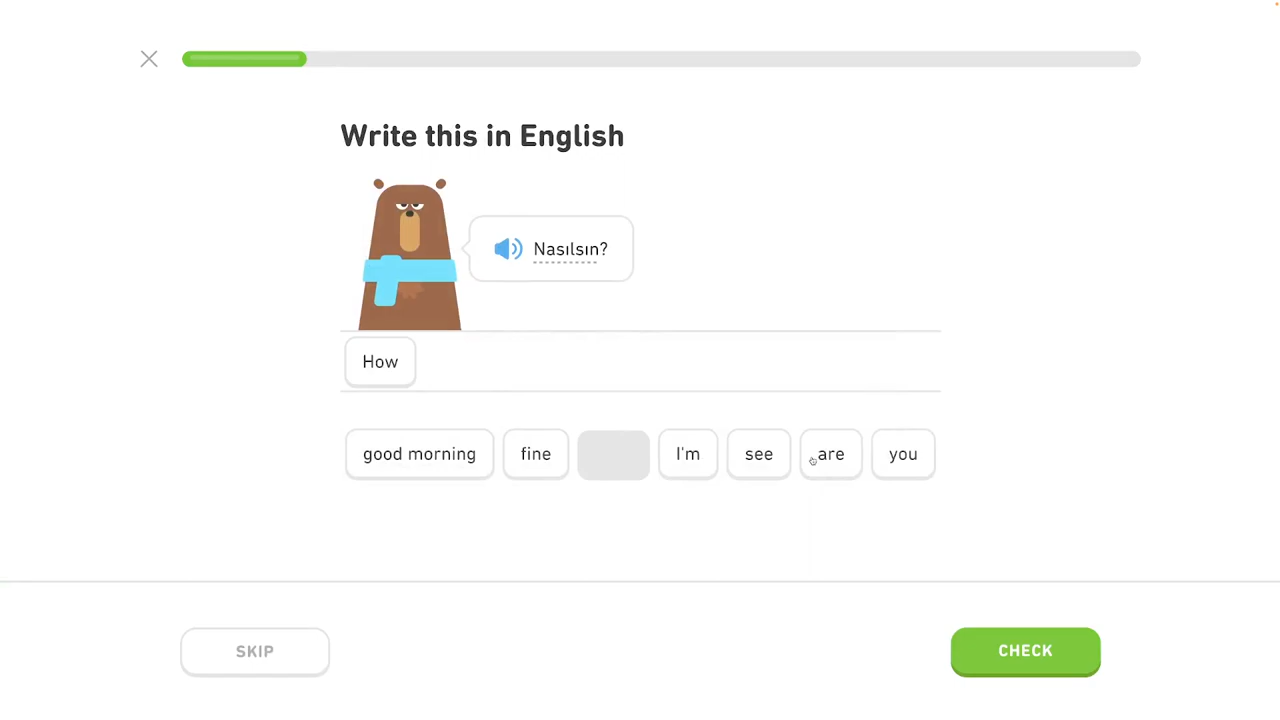 Write this in English
Nasılsın?
How
good morning fine I'm see are you
SKIP CHECK